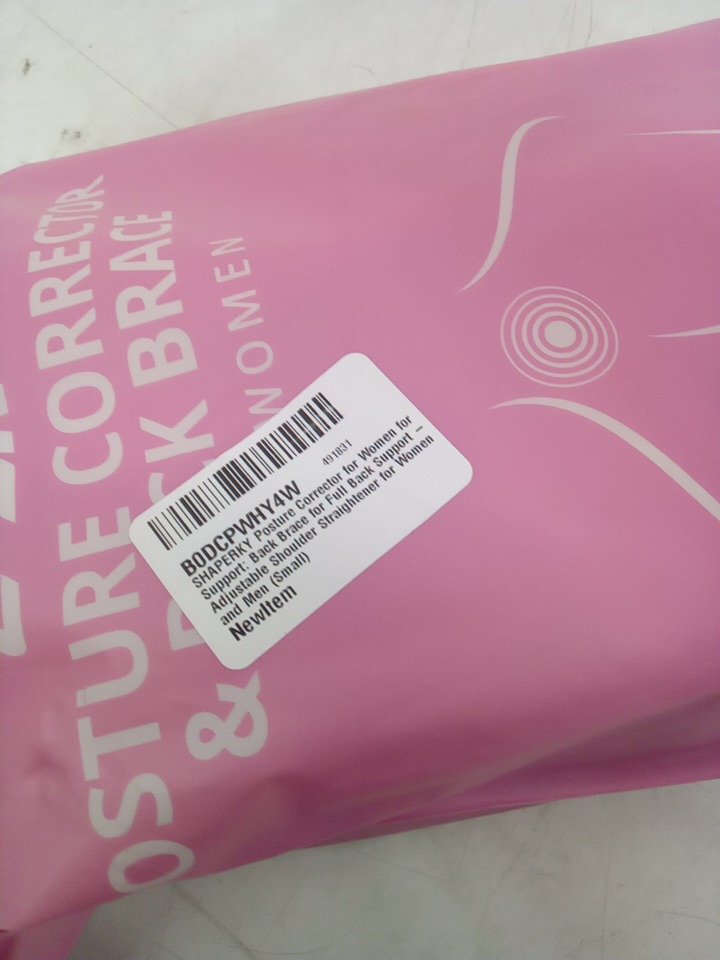 POSTURE CORRECTOR
& BACK BRACE
WOMEN
491831
B0DCPWHY4W
SHAPERKY Posture Corrector for Women for
Support: Back Brace for Full Back Support –
Adjustable Shoulder Straightener for Women
and Men (Small)
NewItem